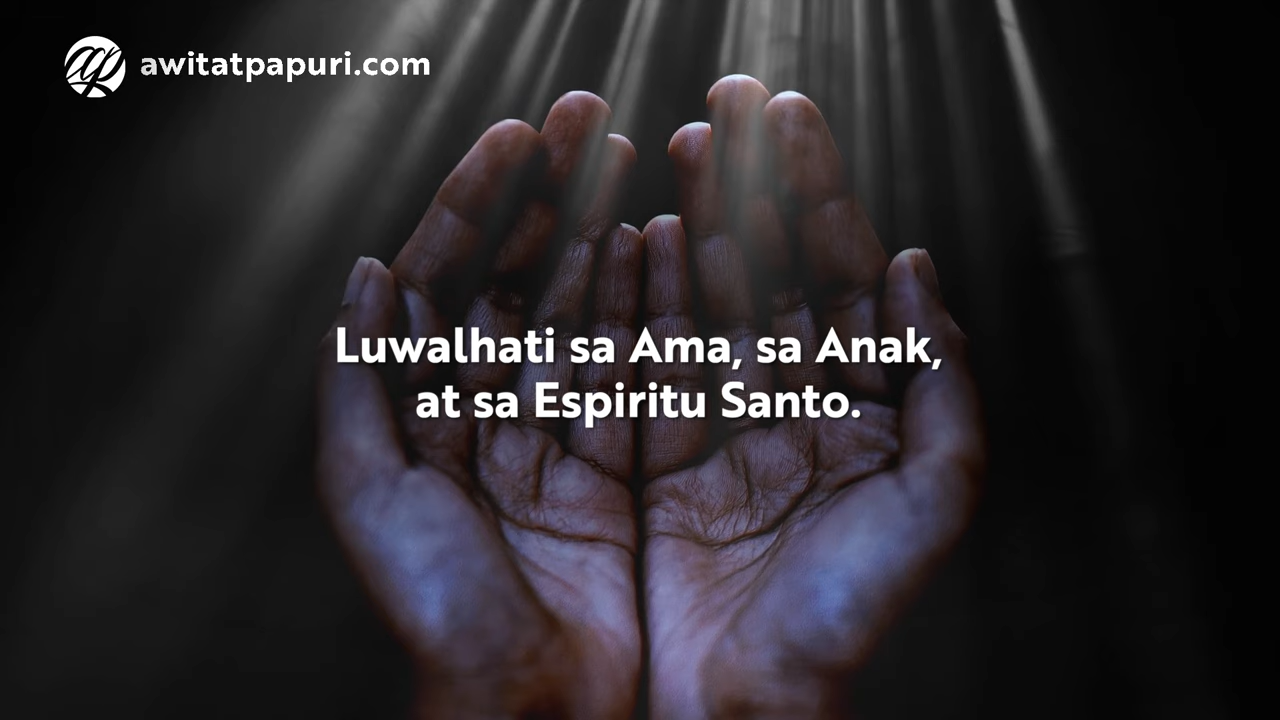 awitatpapuri.com
Luwalhati sa Ama, sa Anak,
at sa Espiritu Santo.